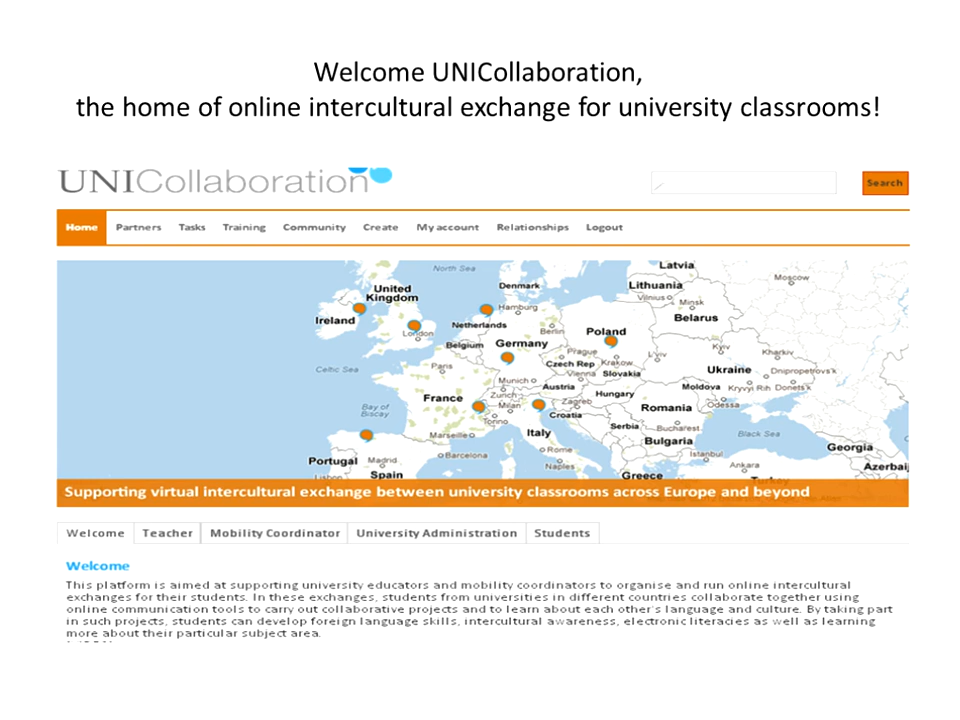 Welcome UNICollaboration,
the home of online intercultural exchange for university classrooms!
UNICollaboration
Search
Home Partners Tasks Training Community Create My account Relationships Logout
North Sea
Latvia
Moscow
United Kingdom
Denmark
Lithuania
Vilnius
Minsk
Hamburg
Ireland
Belarus
London
Netherlands
Berlin
Poland
Belgium
Germany
Prague
Krakow
Lviv
Kyiv
Kharkiv
Celtic Sea
Paris
Czech Rep
Slovakia
Ukraine
Dnipropetrovs'k
Vienna
Munich
Austria
Moldova
Kryvyi Rih
Donets'k
France
Zurich
Hungary
Zagreb
Milan
Romania
Odessa
Bay of Biscay
Croatia
Torino
Serbia
Bucharest
Marseille
Italy
Bulgaria
Black Sea
Georgia
Portugal
Madrid
Barcelona
Rome
Istanbul
Azerbaij
Lisbon
Spain
Naples
Greece
Ankara
Turkey
Supporting virtual intercultural exchange between university classrooms across Europe and beyond
Welcome Teacher Mobility Coordinator University Administration Students
Welcome
This platform is aimed at supporting university educators and mobility coordinators to organise and run online intercultural
exchanges for their students. In these exchanges, students from universities in different countries collaborate together using
online communication tools to carry out collaborative projects and to learn about each other's language and culture. By taking part
in such projects, students can develop foreign language skills, intercultural awareness, electronic literacies as well as learning
more about their particular subject area.